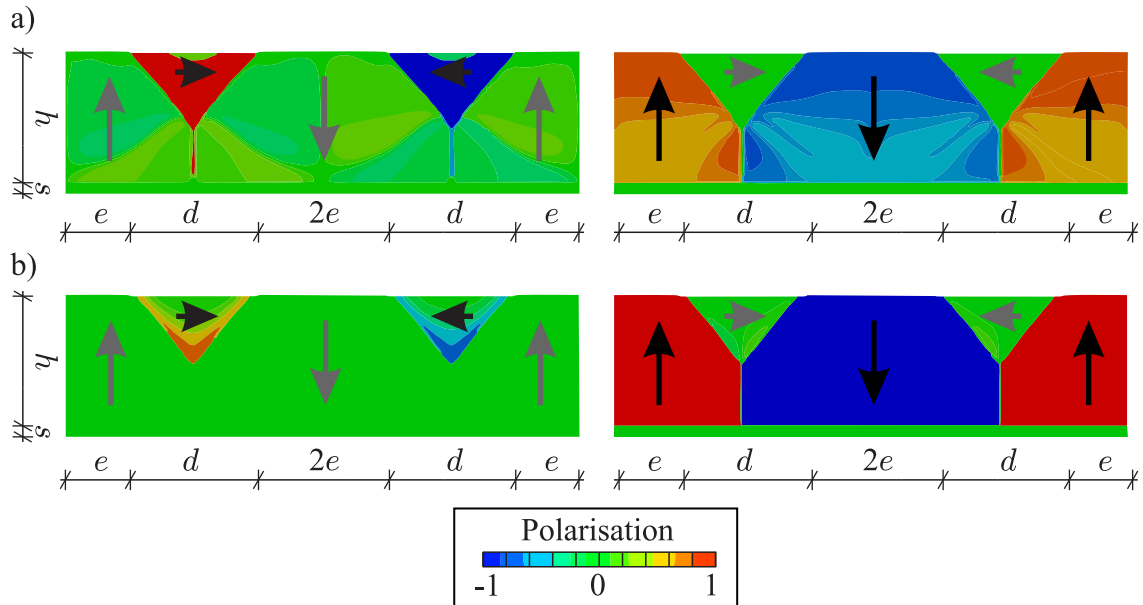 a)
h
s
e d 2e d e
d 2e d e
b)
h
s
e d 2e d e
d 2e d e
Polarisation
-1 0 1